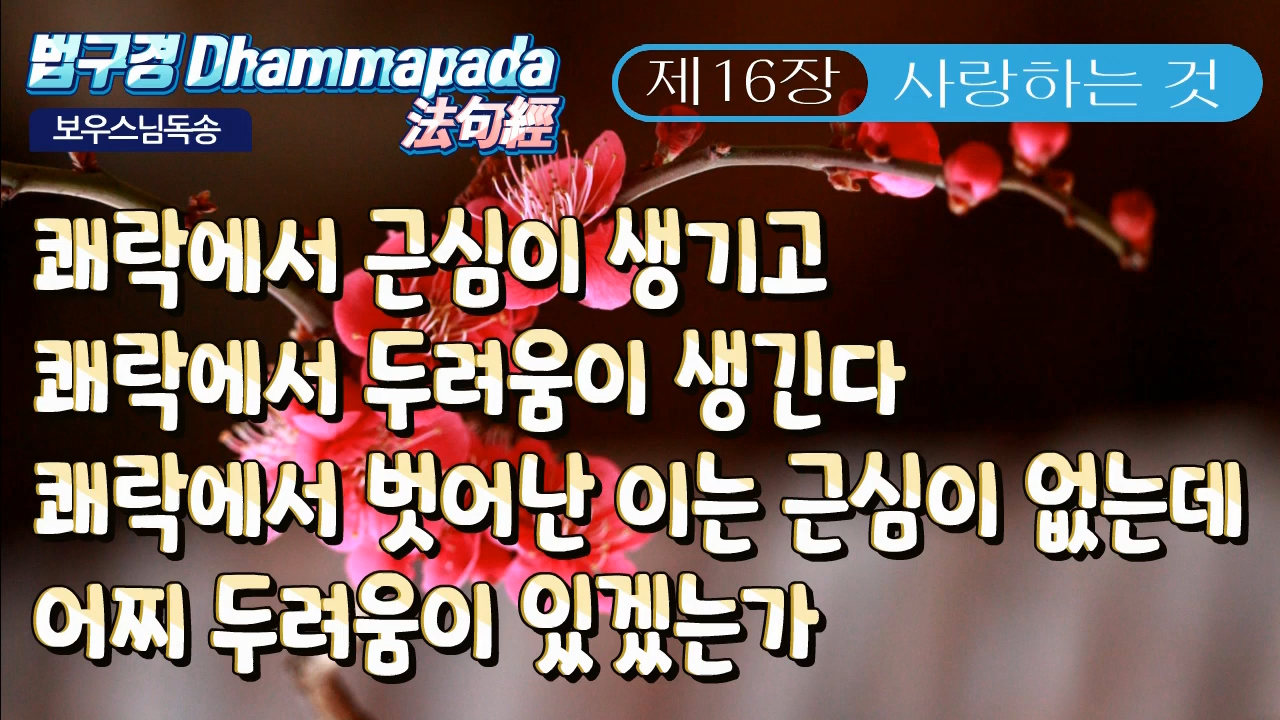 법구경 Dhammapada
法句經
보우스님독송
제16장 사랑하는 것
쾌락에서 근심이 생기고
쾌락에서 두려움이 생긴다
쾌락에서 벗어난 이는 근심이 없는데
어찌 두려움이 있겠는가